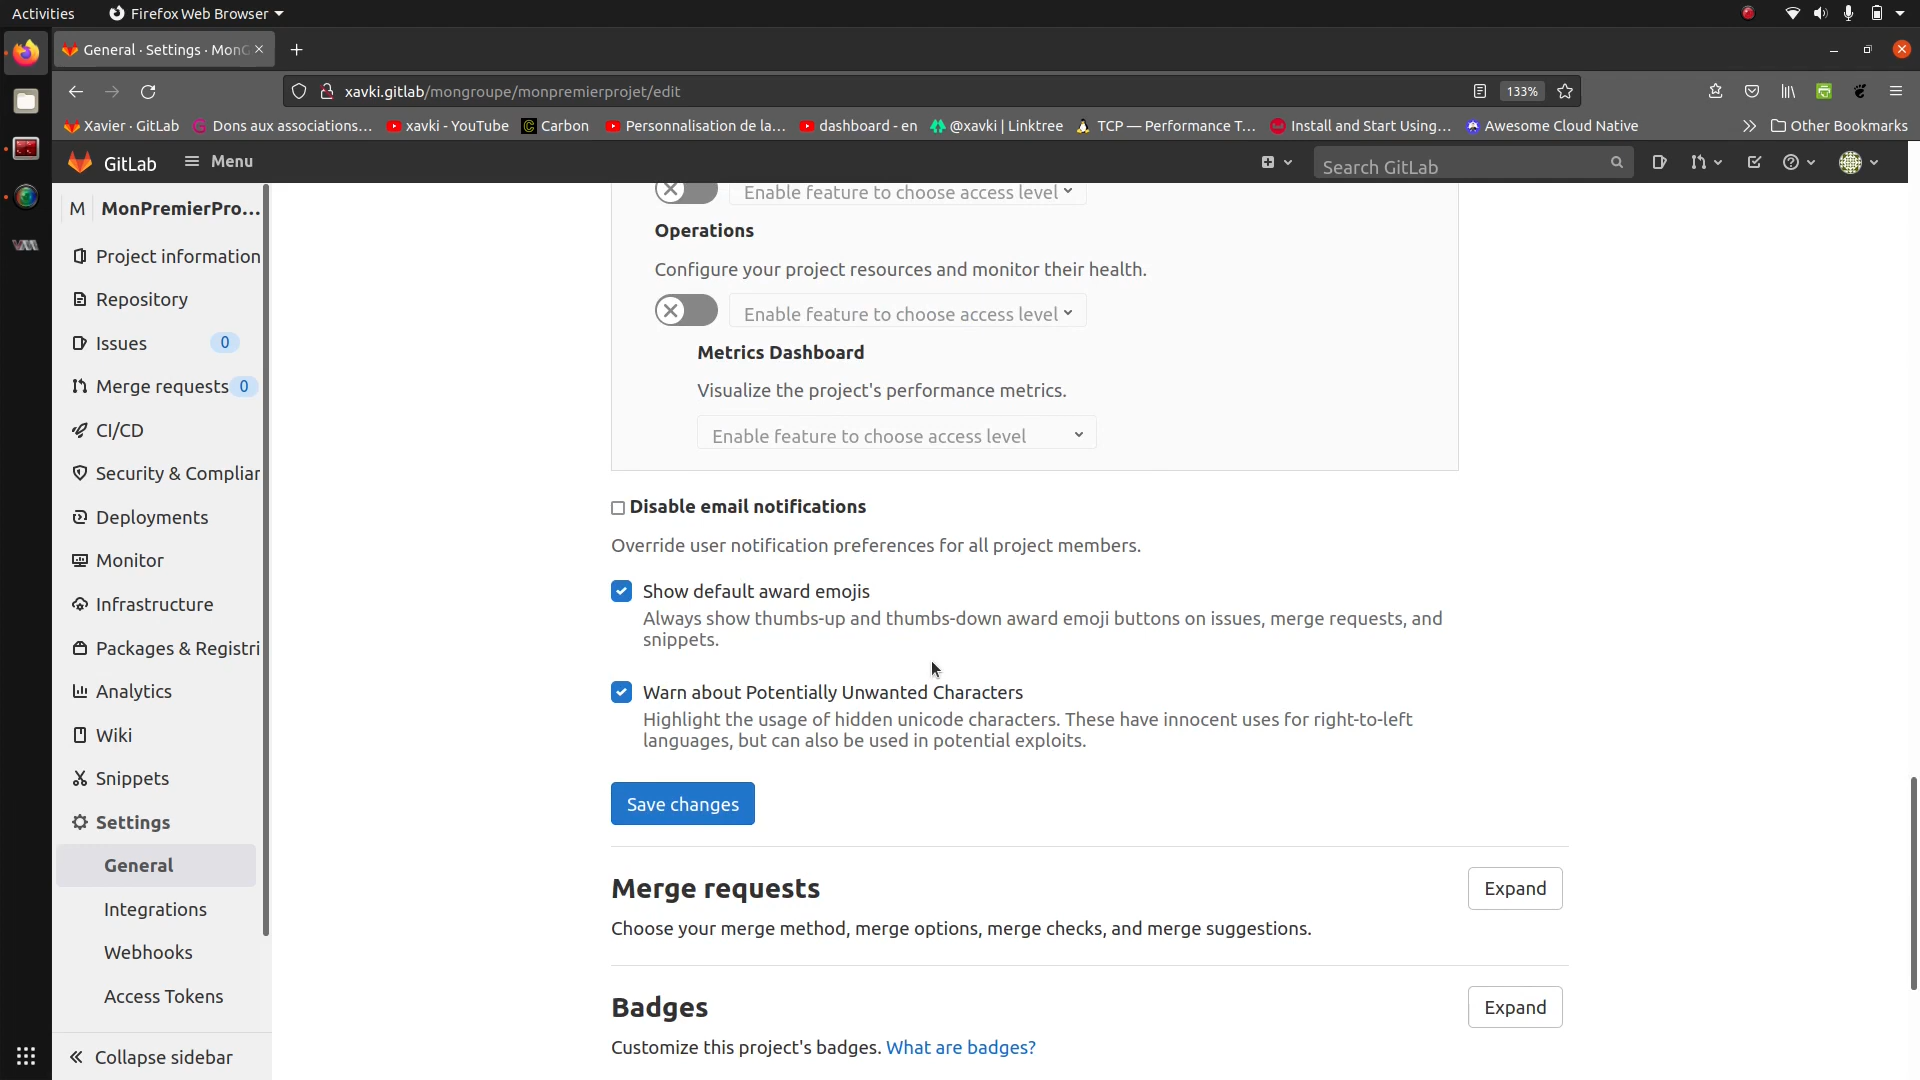 Activities
Firefox Web Browser
General · Settings · MonG
xavki.gitlab/mongroupe/monpremierprojet/edit
133%
Xavier · GitLab
Dons aux associations…
xavki - YouTube
Carbon
Personnalisation de la…
dashboard - en
@xavki | Linktree
TCP — Performance T…
Install and Start Using…
Awesome Cloud Native
Other Bookmarks
GitLab
Menu
Search GitLab
M MonPremierPro...
Project information
Repository
Issues 0
Merge requests 0
CI/CD
Security & Complian
Deployments
Monitor
Infrastructure
Packages & Registri
Analytics
Wiki
Snippets
Settings
General
Integrations
Webhooks
Access Tokens
Collapse sidebar
Enable feature to choose access level
Operations
Configure your project resources and monitor their health.
Enable feature to choose access level
Metrics Dashboard
Visualize the project's performance metrics.
Enable feature to choose access level
Disable email notifications
Override user notification preferences for all project members.
Show default award emojis
Always show thumbs-up and thumbs-down award emoji buttons on issues, merge requests, and
snippets.
Warn about Potentially Unwanted Characters
Highlight the usage of hidden unicode characters. These have innocent uses for right-to-left
languages, but can also be used in potential exploits.
Save changes
Merge requests
Expand
Choose your merge method, merge options, merge checks, and merge suggestions.
Badges
Expand
Customize this project's badges. What are badges?